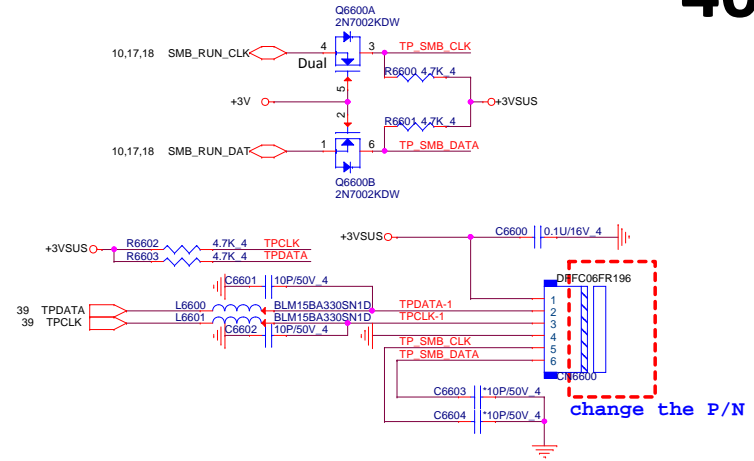 40
Q6600A
2N7002KDW
10,17,18 SMB_RUN_CLK 4 3 TP_SMB_CLK
Dual
R6600 4.7K_4
5
+3V +3VSUS
2
R6601 4.7K_4
10,17,18 SMB_RUN_DAT 1 6 TP_SMB_DATA
Q6600B
2N7002KDW
+3VSUS C6600 0.1U/16V_4
+3VSUS R6602 4.7K_4 TPCLK
R6603 4.7K_4 TPDATA
C6601 10P/50V_4 DFFC06FR196
39 TPDATA L6600 BLM15BA330SN1D TPDATA-1
39 TPCLK L6601 BLM15BA330SN1D TPCLK-1
C6602 10P/50V_4
1
2
3
4
TP_SMB_CLK 5
TP_SMB_DATA 6
CN6600
C6603 *10P/50V_4
change the P/N
C6604 *10P/50V_4